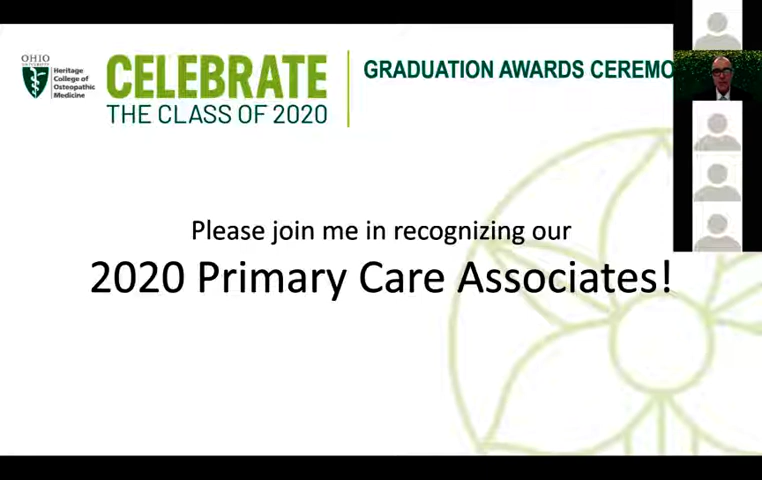 OHIO
UNIVERSITY
Heritage
College of
Osteopathic
Medicine
CELEBRATE
THE CLASS OF 2020
GRADUATION AWARDS CEREMO
Please join me in recognizing our
2020 Primary Care Associates!